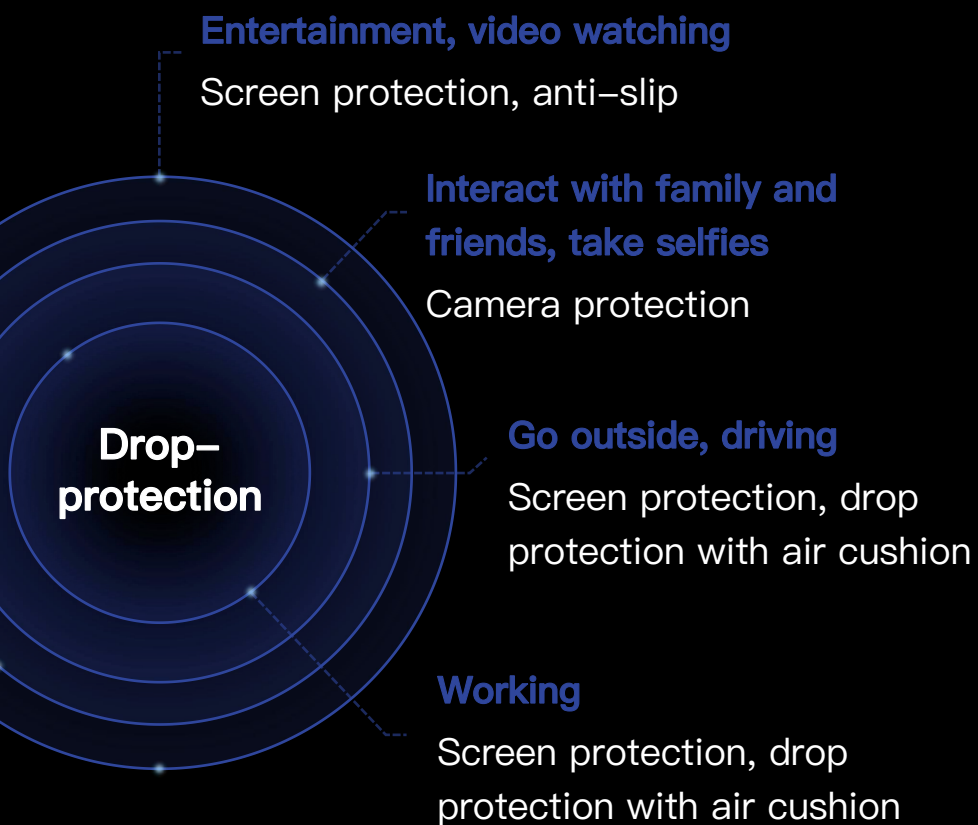 Entertainment, video watching
Screen protection, anti-slip
Interact with family and
friends, take selfies
Camera protection
Drop-
protection
Go outside, driving
Screen protection, drop
protection with air cushion
Working
Screen protection, drop
protection with air cushion